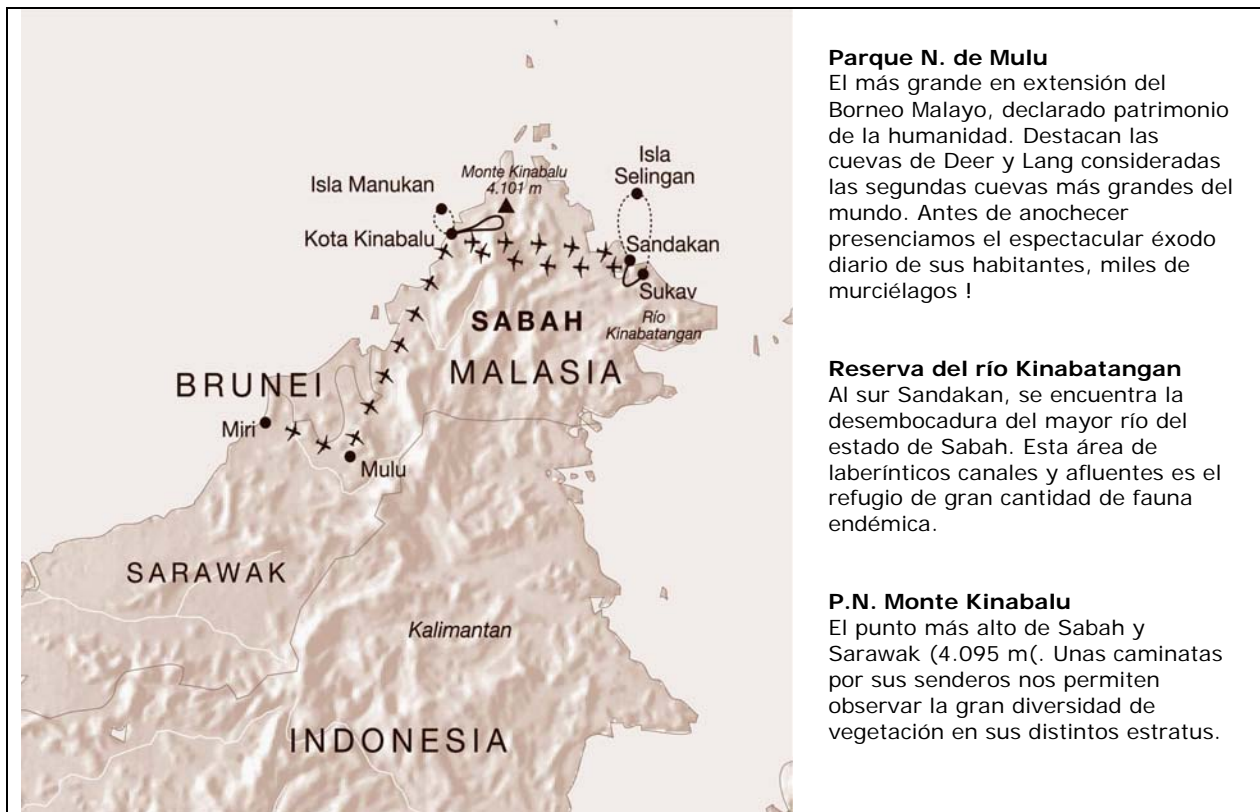 Isla
Selingan
Monte Kinabalu
4.101 m
Isla Manukan
Kota Kinabalu
Sandakan
Sukav
Río
Kinabatangan
SABAH
MALASIA
BRUNEI
Miri
Mulu
SARAWAK
Kalimantan
INDONESIA
Parque N. de Mulu
El más grande en extensión del
Borneo Malayo, declarado patrimonio
de la humanidad. Destacan las
cuevas de Deer y Lang consideradas
las segundas cuevas más grandes del
mundo. Antes de anochecer
presenciamos el espectacular éxodo
diario de sus habitantes, miles de
murciélagos !
Reserva del río Kinabatangan
Al sur Sandakan, se encuentra la
desembocadura del mayor río del
estado de Sabah. Esta área de
laberínticos canales y afluentes es el
refugio de gran cantidad de fauna
endémica.
P.N. Monte Kinabalu
El punto más alto de Sabah y
Sarawak (4.095 m(. Unas caminatas
por sus senderos nos permiten
observar la gran diversidad de
vegetación en sus distintos estratus.